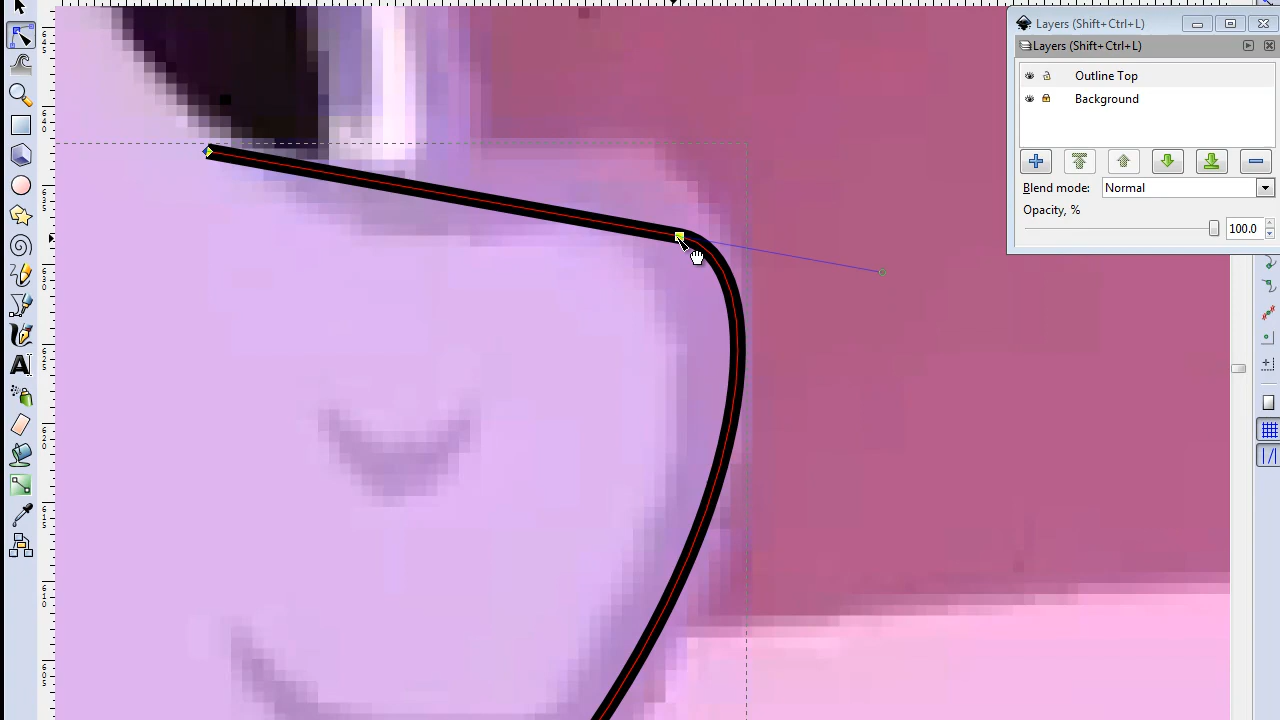 Layers (Shift+Ctrl+L)
Layers (Shift+Ctrl+L)
Outline Top
Background
Blend mode: Normal
Opacity, %
100.0